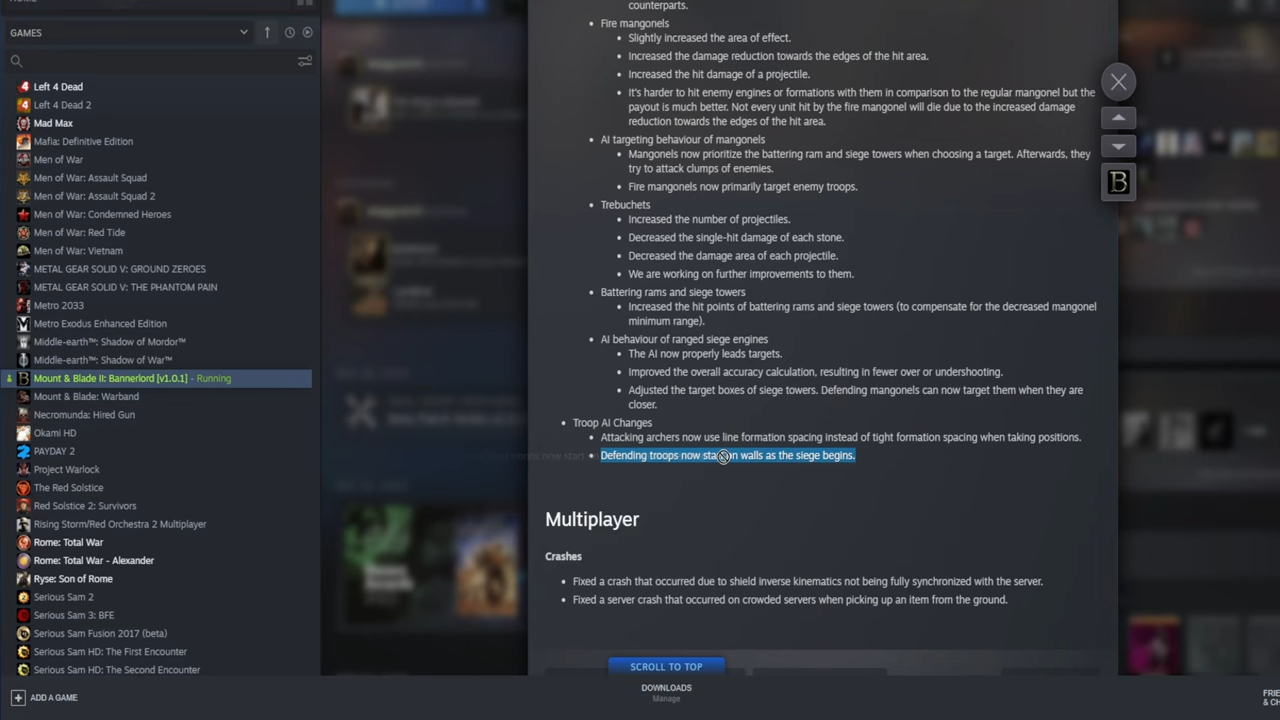 HOME
GAMES
Left 4 Dead
Left 4 Dead 2
Mad Max
Mafia: Definitive Edition
Men of War
Men of War: Assault Squad
Men of War: Assault Squad 2
Men of War: Condemned Heroes
Men of War: Red Tide
Men of War: Vietnam
METAL GEAR SOLID V: GROUND ZEROES
METAL GEAR SOLID V: THE PHANTOM PAIN
Metro 2033
Metro Exodus Enhanced Edition
Middle-earth™: Shadow of Mordor™
Middle-earth™: Shadow of War™
Mount & Blade II: Bannerlord [v1.0.1] - Running
Mount & Blade: Warband
Necromunda: Hired Gun
Okami HD
PAYDAY 2
Project Warlock
The Red Solstice
Red Solstice 2: Survivors
Rising Storm/Red Orchestra 2 Multiplayer
Rome: Total War
Rome: Total War - Alexander
Ryse: Son of Rome
Serious Sam 2
Serious Sam 3: BFE
Serious Sam Fusion 2017 (beta)
Serious Sam HD: The First Encounter
Serious Sam HD: The Second Encounter
ADD A GAME
counterparts.
Fire mangonels
Slightly increased the area of effect.
Increased the damage reduction towards the edges of the hit area.
Increased the hit damage of a projectile.
It's harder to hit enemy engines or formations with them in comparison to the regular mangonel but the
payout is much better. Not every unit hit by the fire mangonel will die due to the increased damage
reduction towards the edges of the hit area.
AI targeting behaviour of mangonels
Mangonels now prioritize the battering ram and siege towers when choosing a target. Afterwards, they
try to attack clumps of enemies.
Fire mangonels now primarily target enemy troops.
Trebuchets
Increased the number of projectiles.
Decreased the single-hit damage of each stone.
Decreased the damage area of each projectile.
We are working on further improvements to them.
Battering rams and siege towers
Increased the hit points of battering rams and siege towers (to compensate for the decreased mangonel
minimum range).
AI behaviour of ranged siege engines
The AI now properly leads targets.
Improved the overall accuracy calculation, resulting in fewer over or undershooting.
Adjusted the target boxes of siege towers. Defending mangonels can now target them when they are
closer.
Troop AI Changes
Attacking archers now use line formation spacing instead of tight formation spacing when taking positions.
Defending troops now start on walls as the siege begins.
Multiplayer
Crashes
Fixed a crash that occurred due to shield inverse kinematics not being fully synchronized with the server.
Fixed a server crash that occurred on crowded servers when picking up an item from the ground.
SCROLL TO TOP
DOWNLOADS
Manage
B
FRIE
& CH